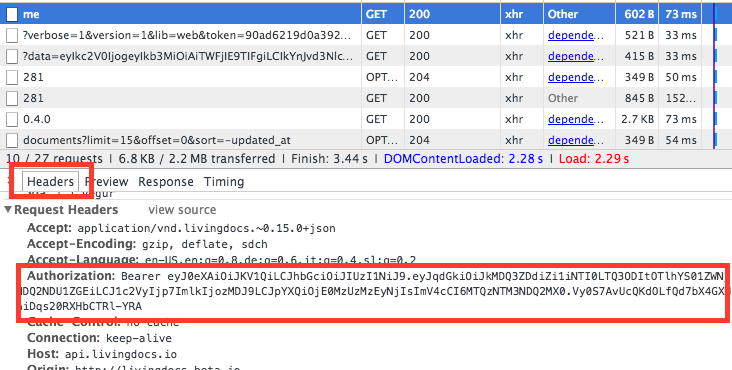 me GET 200 xhr Other 602 B 73 ms
?verbose=1&version=1&lib=web&token=90ad6219d0a392... GET 200 xhr depende... 521 B 33 ms
?data=eyJkc2V0Ijogeyikb3MiOiAiTWFjIE9TIFgiLCIkYnJvd3Nlc... GET 200 xhr depende... 415 B 33 ms
281 OPT... 204 xhr depende... 349 B 50 ms
281 GET 200 xhr Other 845 B 152...
0.4.0 GET 200 xhr depende... 2.7 KB 73 ms
documents?limit=15&offset=0&sort=-updated_at OPT... 204 xhr depende... 349 B 54 ms
10 / 27 requests | 6.8 KB / 2.2 MB transferred | Finish: 3.44 s | DOMContentLoaded: 2.28 s | Load: 2.29 s
Headers Preview Response Timing
Request Headers view source
Accept: application/vnd.livingdocs.~0.15.0+json
Accept-Encoding: gzip, deflate, sdch
Accept-Language: en-US,en;q=0.8,de;q=0.6,it;q=0.4,sl;q=0.2
Authorization: Bearer
Cache-Control: no-cache
Connection: keep-alive
Host: api.livingdocs.io
Origin: http://livingdocs-beta.io